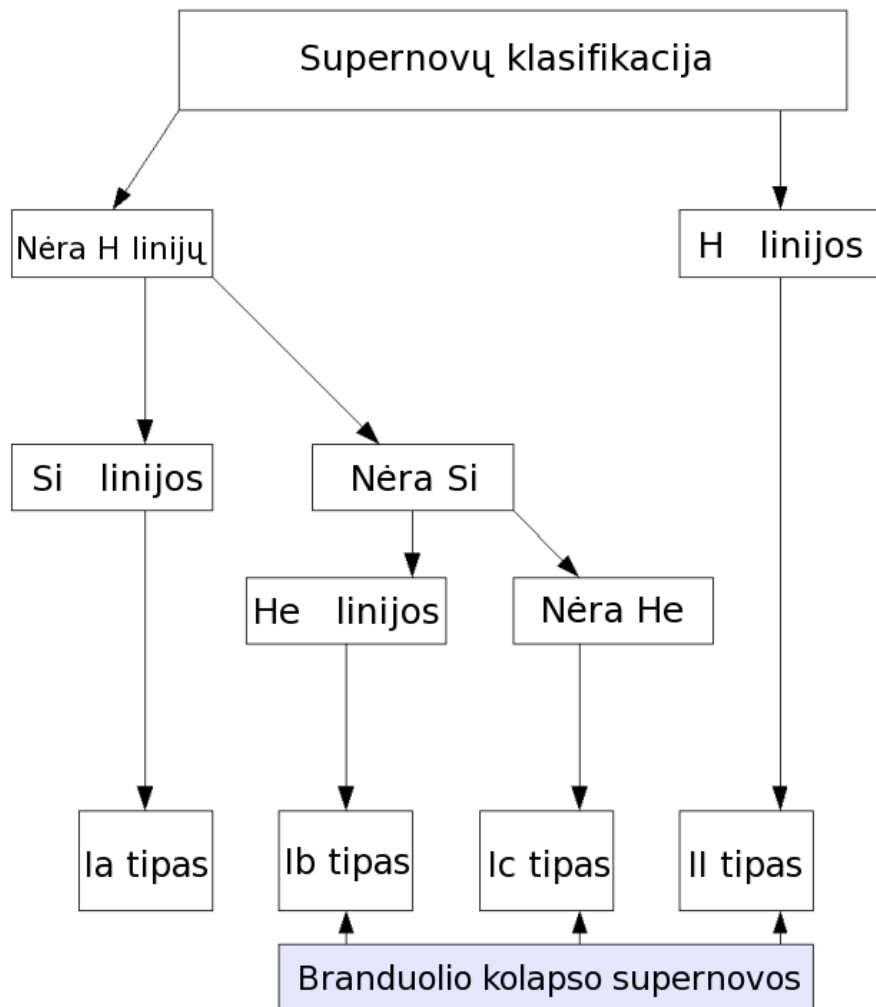 Supernovų klasifikacija
Nėra H linijų
H linijos
Si linijos
Nėra Si
He linijos
Nėra He
Ia tipas
Ib tipas
Ic tipas
II tipas
Branduolio kolapso supernovos